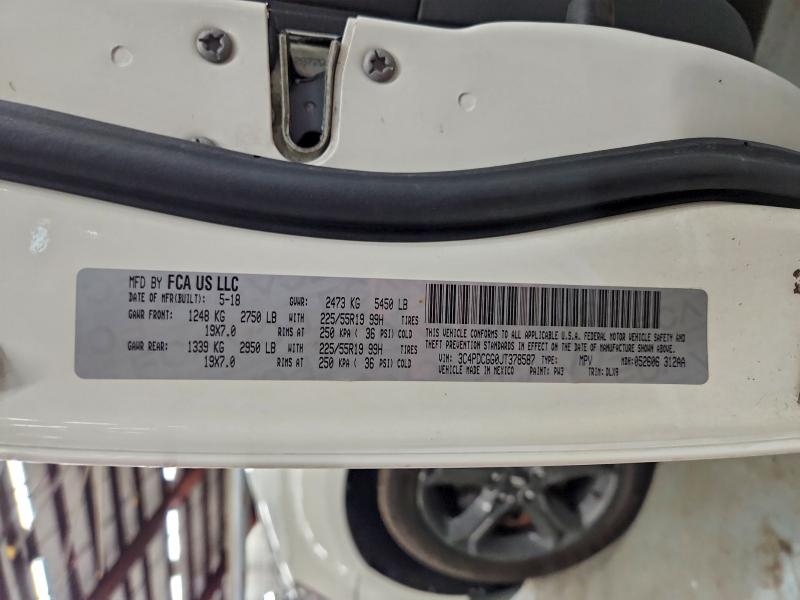 MFD BY FCA US LLC
DATE OF MFR(BUILT): 5-18 GVWR: 2473 KG 5450 LB
GAWR FRONT: 1248 KG 2750 LB WITH 225/55R19 99H TIRES
19X7.0 RIMS AT 250 KPA ( 36 PSI) COLD
GAWR REAR: 1339 KG 2950 LB WITH 225/55R19 99H TIRES
19X7.0 RIMS AT 250 KPA ( 36 PSI) COLD
THIS VEHICLE CONFORMS TO ALL APPLICABLE U.S.A. FEDERAL MOTOR VEHICLE SAFETY AND
THEFT PREVENTION STANDARDS IN EFFECT ON THE DATE OF MANUFACTURE SHOWN ABOVE.
VIN: 3C4PDCGG0JT378587 TYPE: MPV MDH: 052606 312AA
VEHICLE MADE IN MEXICO PAINT: PW3 TRIM: DLX9